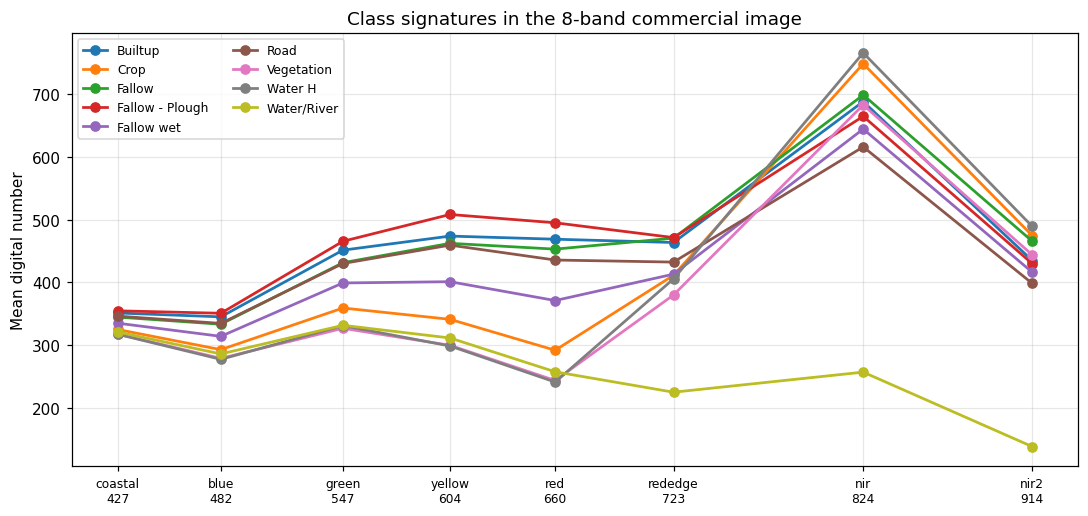 Class signatures in the 8-band commercial image
Builtup
Crop
Fallow
Fallow - Plough
Fallow wet
Road
Vegetation
Water H
Water/River
Mean digital number
700
600
500
400
300
200
coastal blue green yellow red rededge nir nir2
427 482 547 604 660 723 824 914